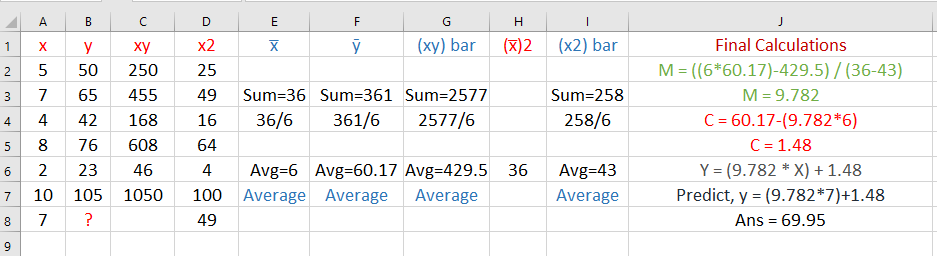 A B C D E F G H I J
1 x y xy x2 x̅ ȳ (xy) bar (x̅)2 (x2) bar Final Calculations
2 5 50 250 25 M = ((6*60.17)-429.5) / (36-43)
3 7 65 455 49 Sum=36 Sum=361 Sum=2577 Sum=258 M = 9.782
4 4 42 168 16 36/6 361/6 2577/6 258/6 C = 60.17-(9.782*6)
5 8 76 608 64 C = 1.48
6 2 23 46 4 Avg=6 Avg=60.17 Avg=429.5 36 Avg=43 Y = (9.782 * X) + 1.48
7 10 105 1050 100 Average Average Average Average Predict, y = (9.782*7)+1.48
8 7 ? 49 Ans = 69.95
9